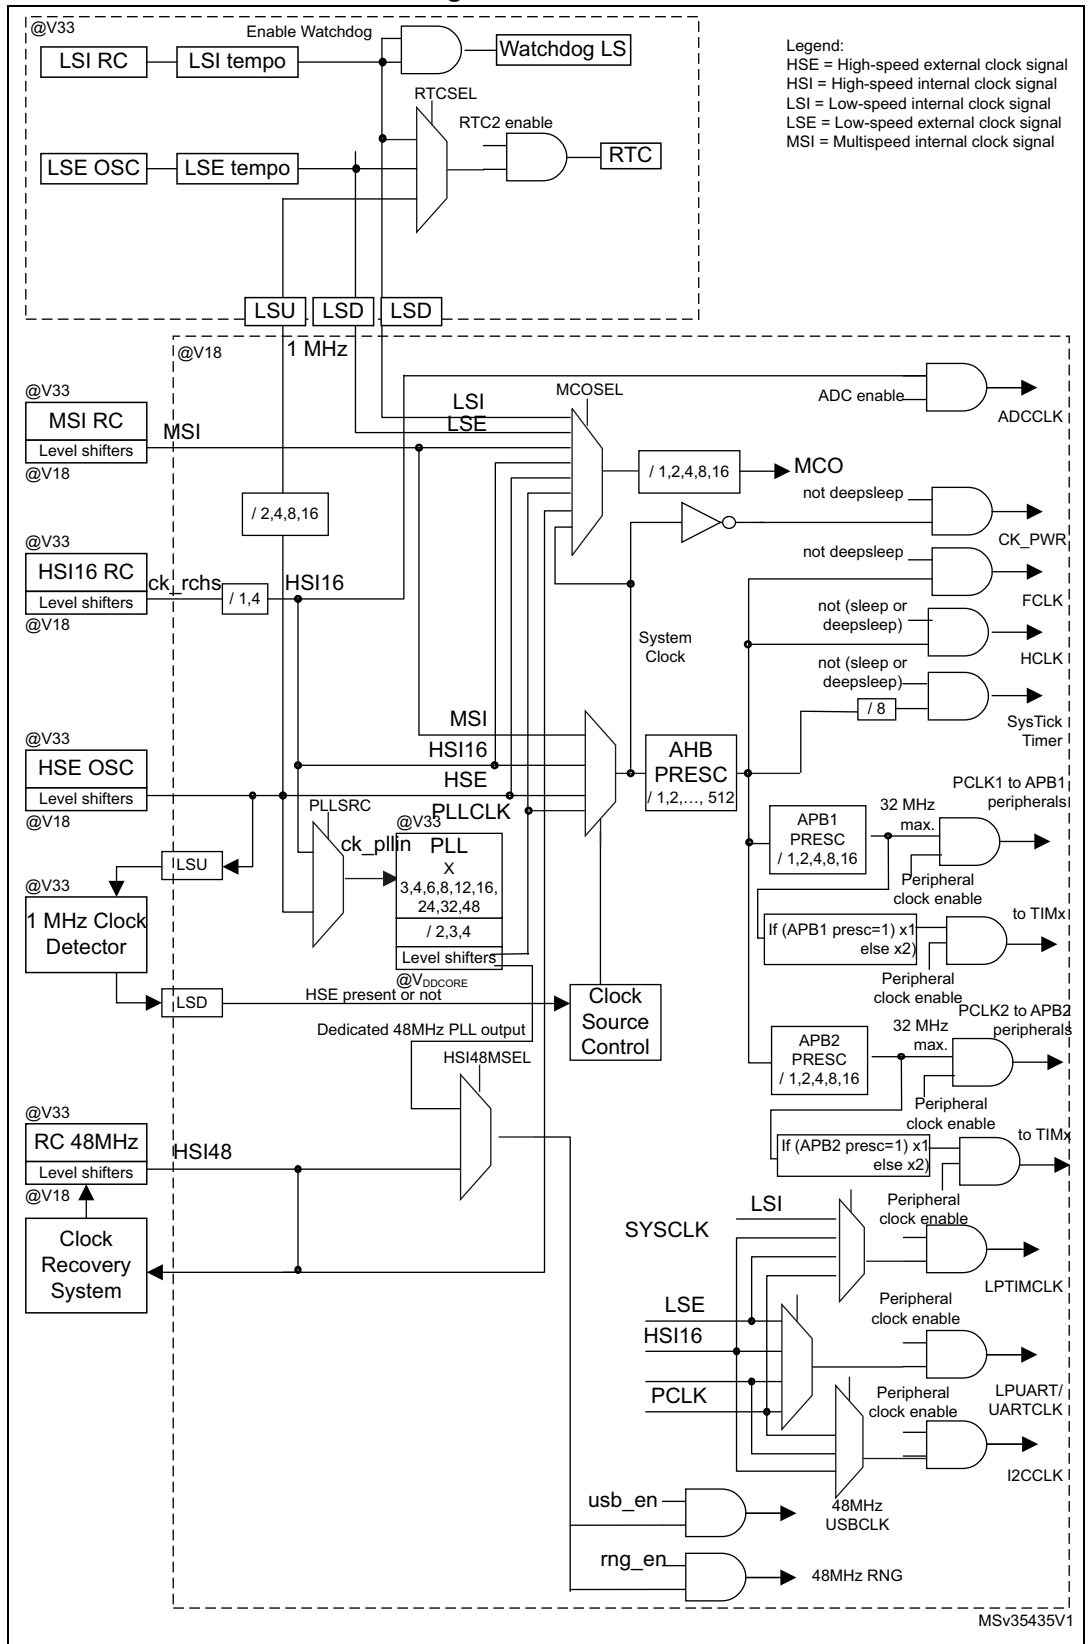 @V33
Enable Watchdog
LSI RC
LSI tempo
Watchdog LS
Legend:
HSE = High-speed external clock signal
HSI = High-speed internal clock signal
LSI = Low-speed internal clock signal
LSE = Low-speed external clock signal
MSI = Multispeed internal clock signal
RTCSEL
RTC2 enable
LSE OSC
LSE tempo
RTC
LSU
LSD
LSD
@V18
1 MHz
@V33
MSI RC
Level shifters
@V18
MSI
LSI
LSE
MCOSEL
ADC enable
ADCCLK
/ 1,2,4,8,16
MCO
/ 2,4,8,16
not deepsleep
CK_PWR
@V33
HSI16 RC
Level shifters
@V18
ck_rchs
/ 1,4
HSI16
not deepsleep
FCLK
not (sleep or
deepsleep)
HCLK
System
Clock
not (sleep or
deepsleep)
/ 8
SysTick
Timer
@V33
HSE OSC
Level shifters
@V18
MSI
HSI16
HSE
PLLCLK
AHB
PRESC
/ 1,2,..., 512
PCLK1 to APB1
peripherals
32 MHz
max.
APB1
PRESC
/ 1,2,4,8,16
Peripheral
clock enable
PLLSRC
ck_pllin
@V33
PLL
X
3,4,6,8,12,16,
24,32,48
/ 2,3,4
Level shifters
@VDDCORE
LSU
@V33
1 MHz Clock
Detector
to TIMx
If (APB1 presc=1) x1
else x2)
Peripheral
clock enable
LSD
HSE present or not
Clock
Source
Control
Dedicated 48MHz PLL output
HSI48MSEL
PCLK2 to APB2
peripherals
32 MHz
max.
APB2
PRESC
/ 1,2,4,8,16
Peripheral
clock enable
to TIMx
If (APB2 presc=1) x1
else x2)
Peripheral
clock enable
@V33
RC 48MHz
Level shifters
@V18
HSI48
Clock
Recovery
System
LSI
SYSCLK
LPTIMCLK
LSE
HSI16
PCLK
Peripheral
clock enable
LPUART/
UARTCLK
Peripheral
clock enable
I2CCLK
usb_en
48MHz
USBCLK
rng_en
48MHz RNG
MSv35435V1